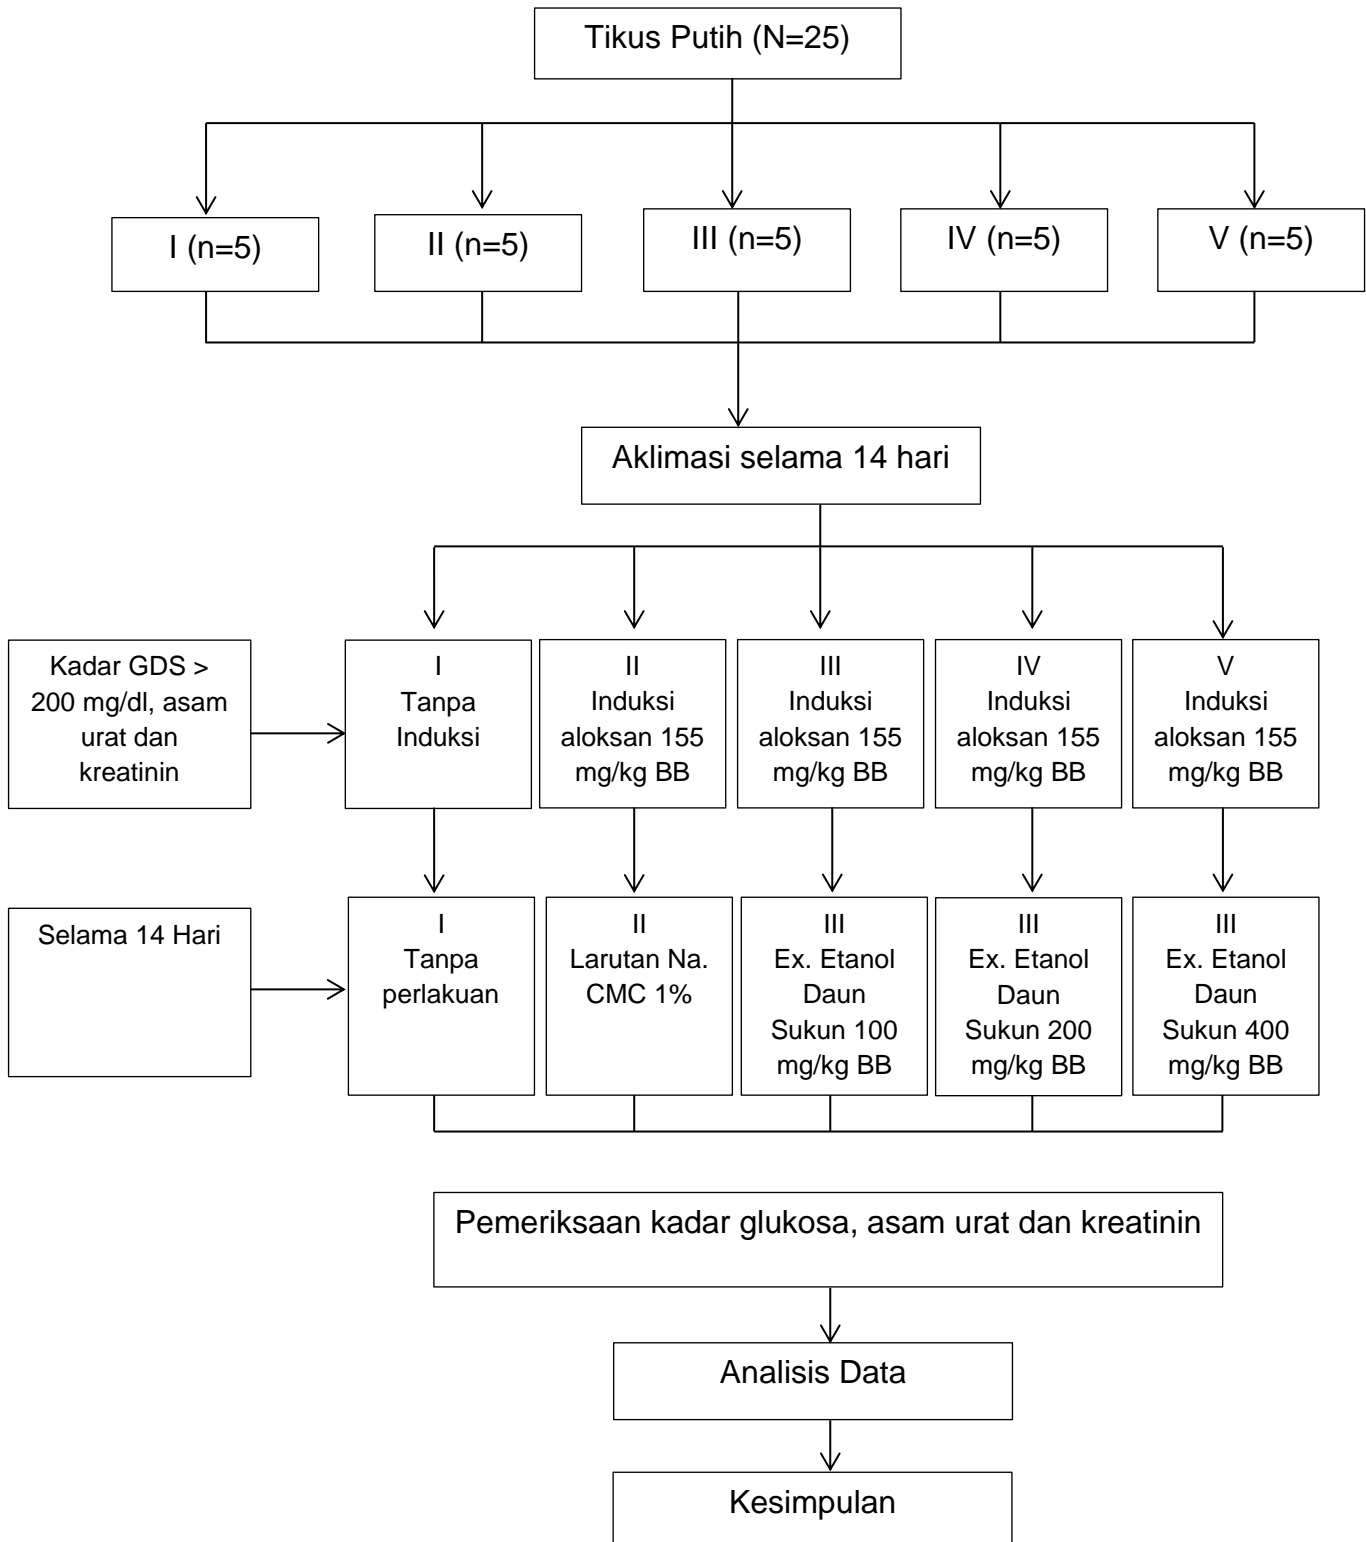 Tikus Putih (N=25)
I (n=5)
II (n=5)
III (n=5)
IV (n=5)
V (n=5)
Aklimasi selama 14 hari
Kadar GDS >
200 mg/dl, asam
urat dan
kreatinin
I
Tanpa
Induksi
II
Induksi
aloksan 155
mg/kg BB
III
Induksi
aloksan 155
mg/kg BB
IV
Induksi
aloksan 155
mg/kg BB
V
Induksi
aloksan 155
mg/kg BB
Selama 14 Hari
I
Tanpa
perlakuan
II
Larutan Na.
CMC 1%
III
Ex. Etanol
Daun
Sukun 100
mg/kg BB
III
Ex. Etanol
Daun
Sukun 200
mg/kg BB
III
Ex. Etanol
Daun
Sukun 400
mg/kg BB
Pemeriksaan kadar glukosa, asam urat dan kreatinin
Analisis Data
Kesimpulan